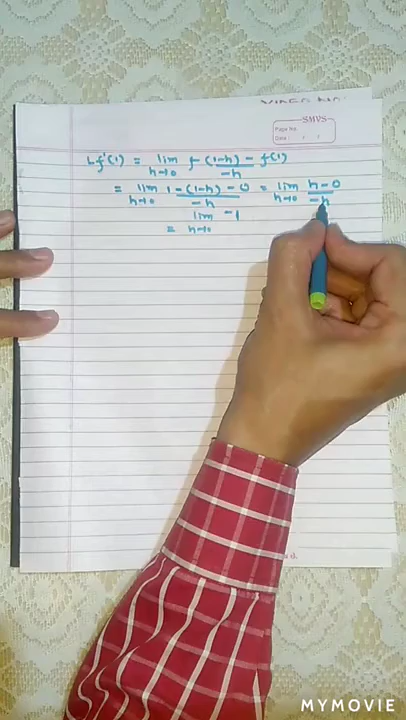 SMVS
Page No.
Date : / /
Lf'(1) = lim h→0 f(1-h) - f(1) / -h
= lim h→0 1-(1-h)-0 / -h = lim h→0 h-0 / -h
= lim h→0 -1
MYMOVIE